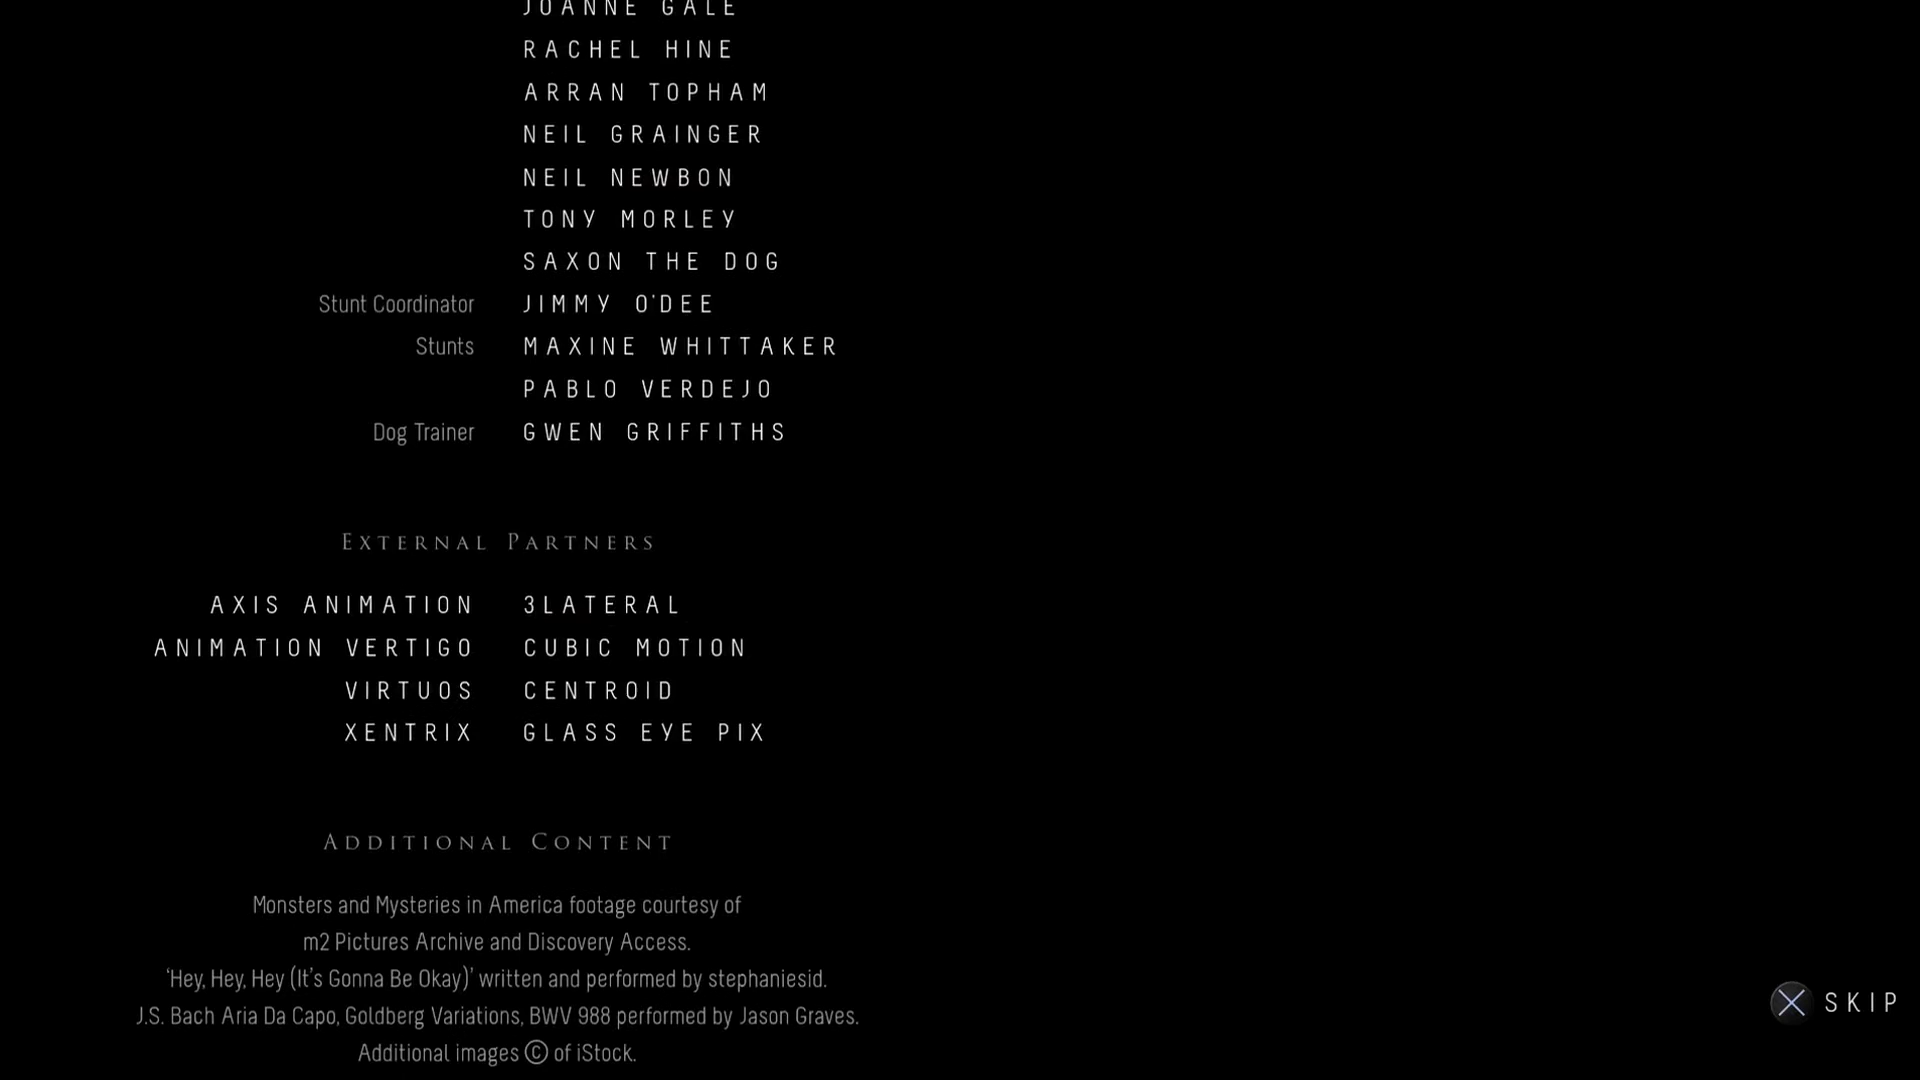 JOANNE GALE
RACHEL HINE
ARRAN TOPHAM
NEIL GRAINGER
NEIL NEWBON
TONY MORLEY
SAXON THE DOG
Stunt Coordinator JIMMY O'DEE
Stunts MAXINE WHITTAKER
PABLO VERDEJO
Dog Trainer GWEN GRIFFITHS
EXTERNAL PARTNERS
AXIS ANIMATION 3LATERAL
ANIMATION VERTIGO CUBIC MOTION
VIRTUOS CENTROID
XENTRIX GLASS EYE PIX
ADDITIONAL CONTENT
Monsters and Mysteries in America footage courtesy of
m2 Pictures Archive and Discovery Access.
‘Hey, Hey, Hey (It’s Gonna Be Okay)’ written and performed by stephaniesid.
J.S. Bach Aria Da Capo, Goldberg Variations, BWV 988 performed by Jason Graves.
Additional images © of iStock.
SKIP